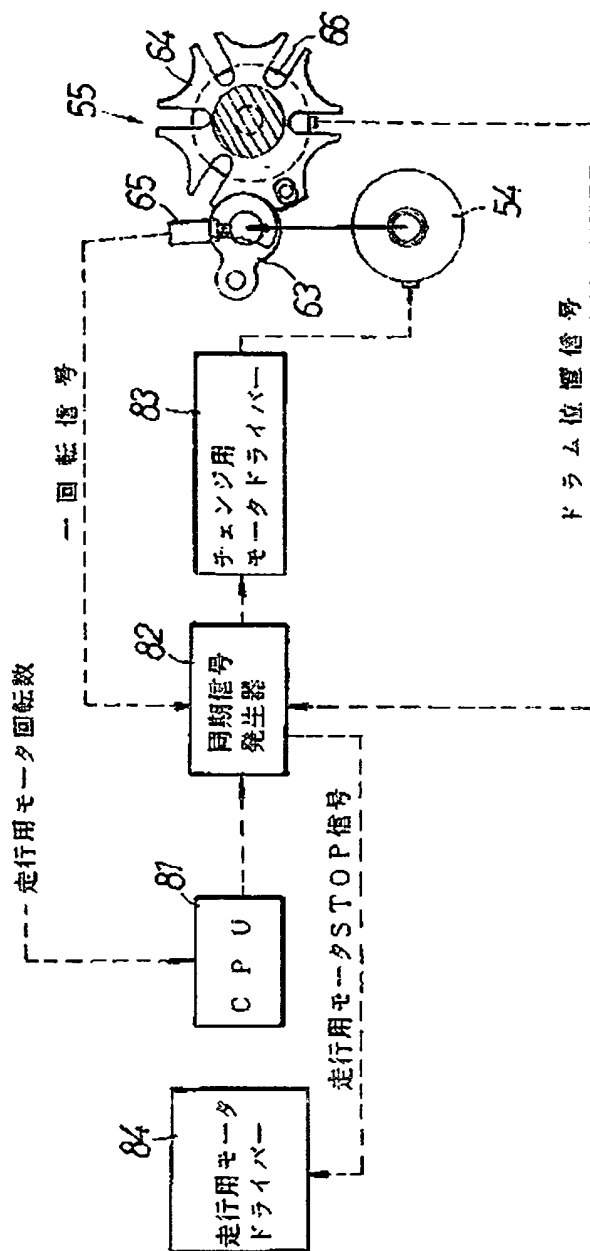 55
64
65
66
63
54
一回転信号
ドラム位置信号
83
チェンジ用
モータドライバー
82
同期信号
発生器
走行用モータ回転数
81
CPU
走行用モータSTOP信号
84
走行用モータ
ドライバー